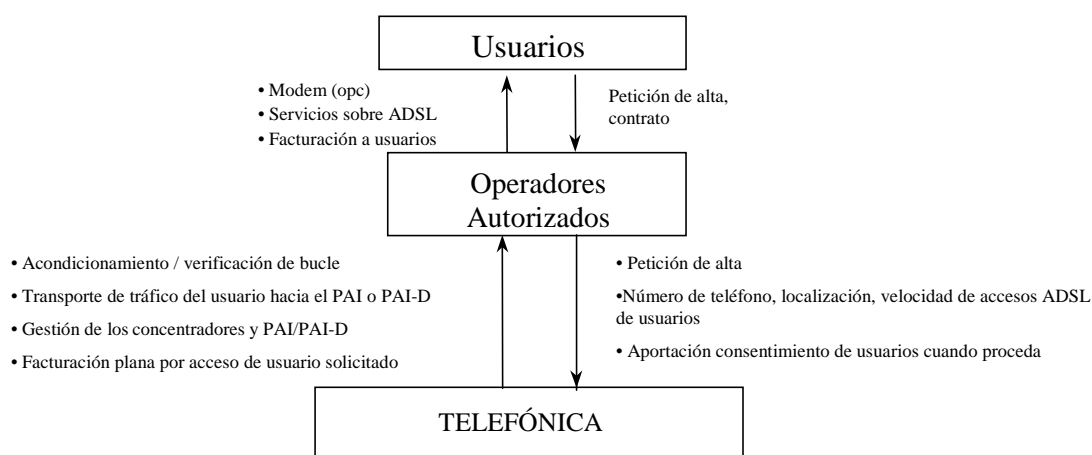 Usuarios
• Modem (opc)
• Servicios sobre ADSL
• Facturación a usuarios
Petición de alta,
contrato
Operadores
Autorizados
• Acondicionamiento / verificación de bucle
• Transporte de tráfico del usuario hacia el PAI o PAI-D
• Gestión de los concentradores y PAI/PAI-D
• Facturación plana por acceso de usuario solicitado
• Petición de alta
•Número de teléfono, localización, velocidad de accesos ADSL
de usuarios
• Aportación consentimiento de usuarios cuando proceda
TELEFÓNICA